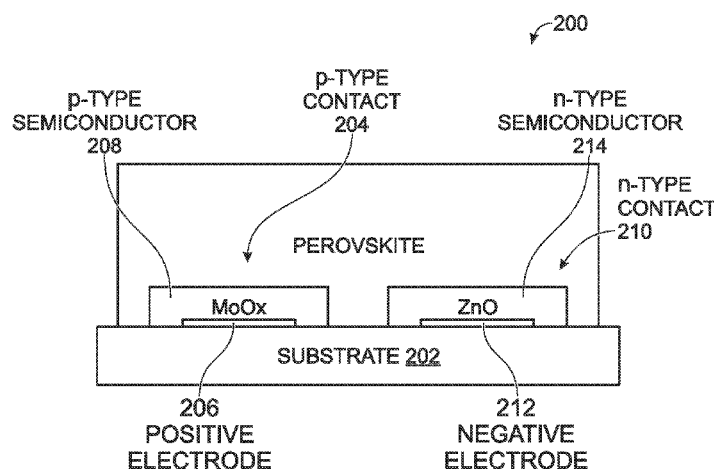 200
p-TYPE
SEMICONDUCTOR
208
p-TYPE
CONTACT
204
n-TYPE
SEMICONDUCTOR
214
n-TYPE
CONTACT
210
PEROVSKITE
MoOx
ZnO
SUBSTRATE 202
206
POSITIVE
ELECTRODE
212
NEGATIVE
ELECTRODE